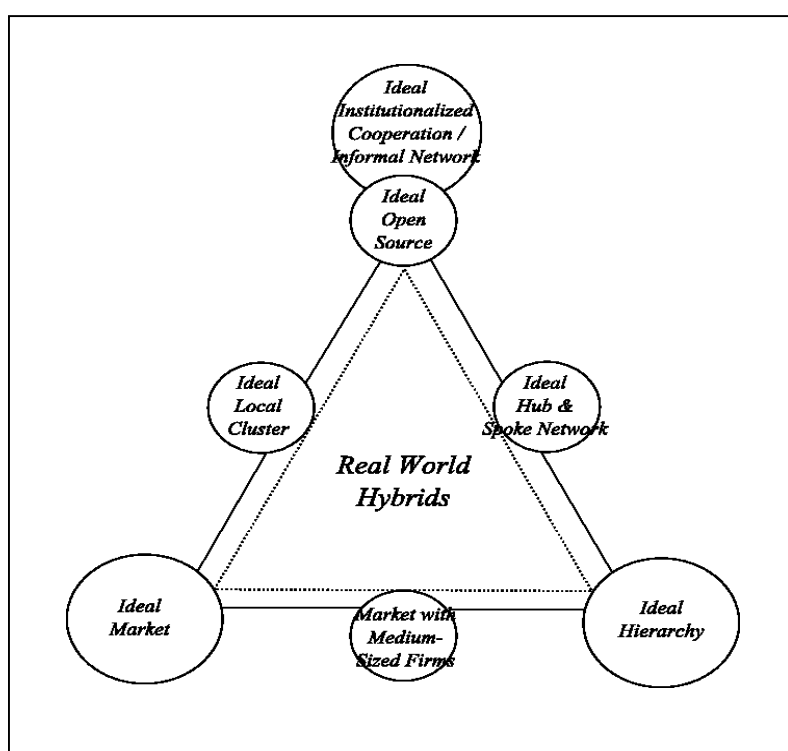 Ideal
Institutionalized
Cooperation /
Informal Network
Ideal
Open
Source
Ideal
Local
Cluster
Ideal
Hub &
Spoke Network
Real World
Hybrids
Ideal
Market
Market with
Medium-
Sized Firms
Ideal
Hierarchy